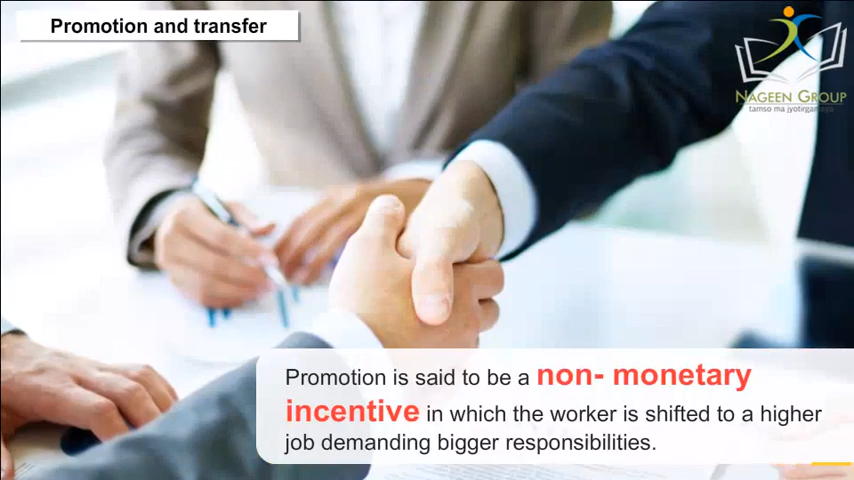 Promotion and transfer
NAGEEN GROUP
Promotion is said to be a non- monetary
incentive in which the worker is shifted to a higher
job demanding bigger responsibilities.